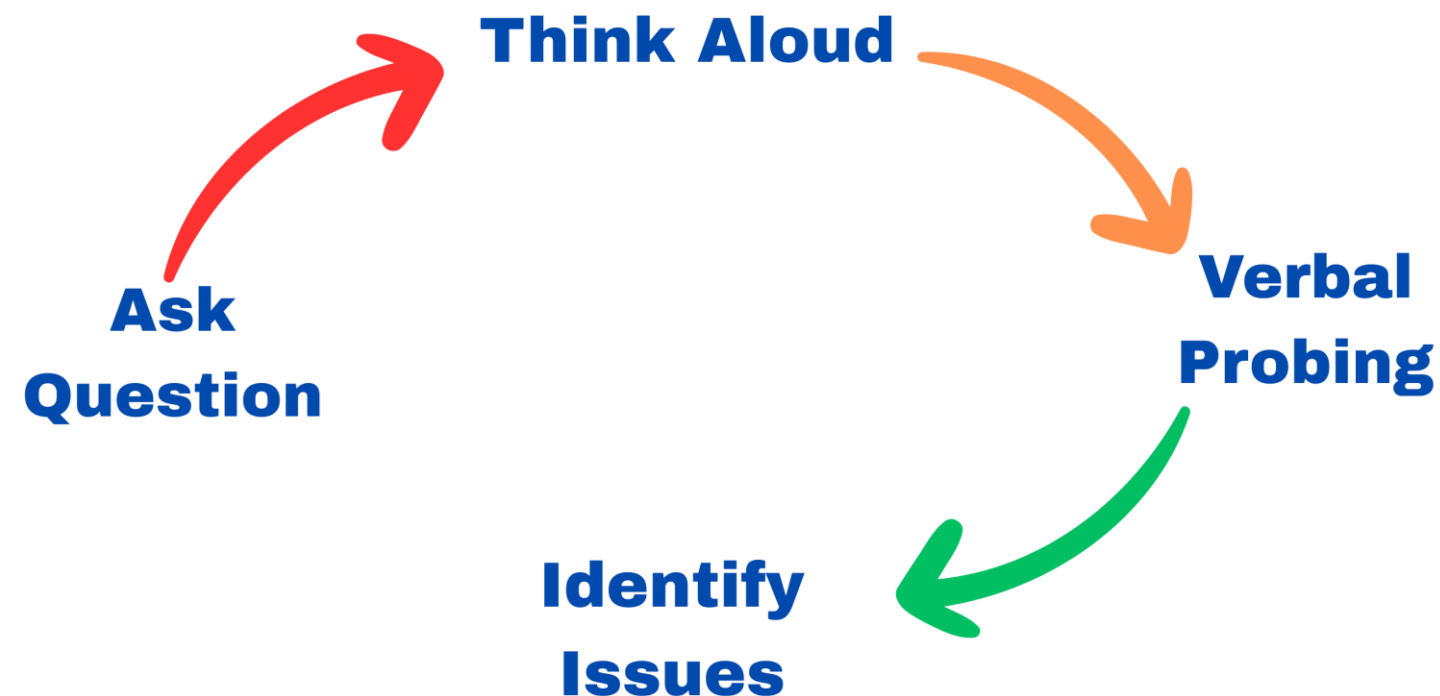 Think Aloud
Verbal
Probing
Ask
Question
Identify
Issues